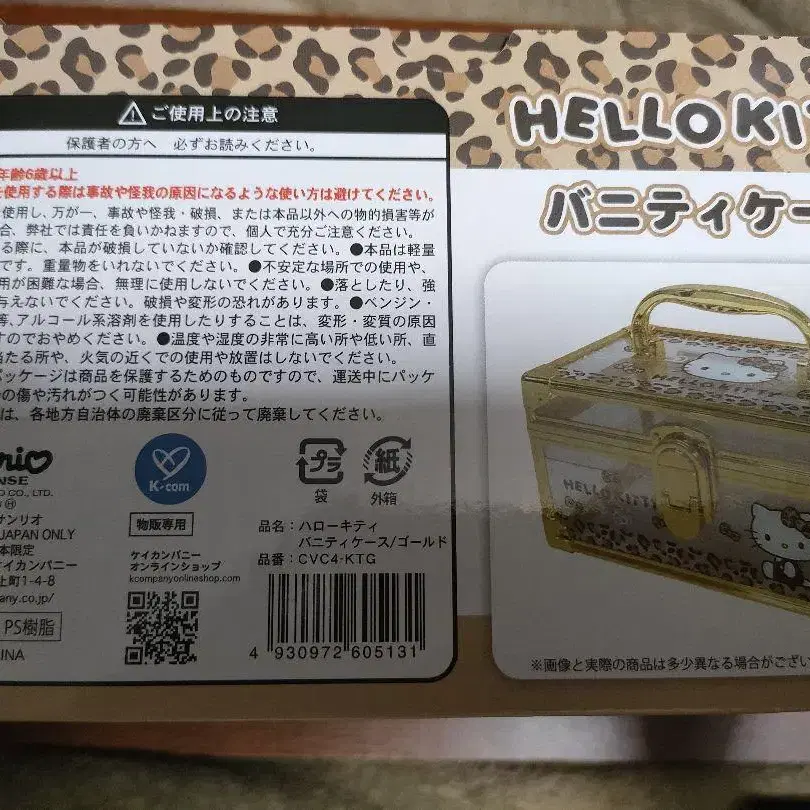 ご使用上の注意
保護者の方へ 必ずお読みください。
年齢6歳以上
使用する際は事故や怪我の原因になるような使い方は避けてください。
使用し、万が一、事故や怪我・破損、または本品以外への物的損害等が
合、弊社では責任を負いかねますので、個人で充分ご注意ください。
る際に、本品が破損していないか確認してください。●本品は軽量
です。重量物をいれないでください。●不安定な場所での使用や、
用が困難な場合、無理に使用しないでください。●落としたり、強
与えないでください。破損や変形の恐れがあります。●ベンジン・
等、アルコール系溶剤を使用したりすることは、変形・変質の原因
すのでおやめください。●温度や湿度の非常に高い所や低い所、直
当たる所や、火気の近くでの使用や放置はしないでください。
パッケージは商品を保護するためのものですので、運送中にパッケ
の傷や汚れがつく可能性があります。
は、各地方自治体の廃棄区分に従って廃棄してください。
rio
NSE
O CO., LTD.
サンリオ
JAPAN ONLY
本限定
カンパニー
上町1-4-8
any.co.jp/
PS樹脂
INA
K-com
物販専用
ケイカンパニー
オンラインショップ
kcompanyonlineshop.com
プラ
袋
紙
外箱
品名：ハローキティ
バニティケース/ゴールド
品番：CVC4-KTG
4 930972 605131
HELLO KIT
バニティケー
HELLO KITT
※画像と実際の商品は多少異なる場合がござい